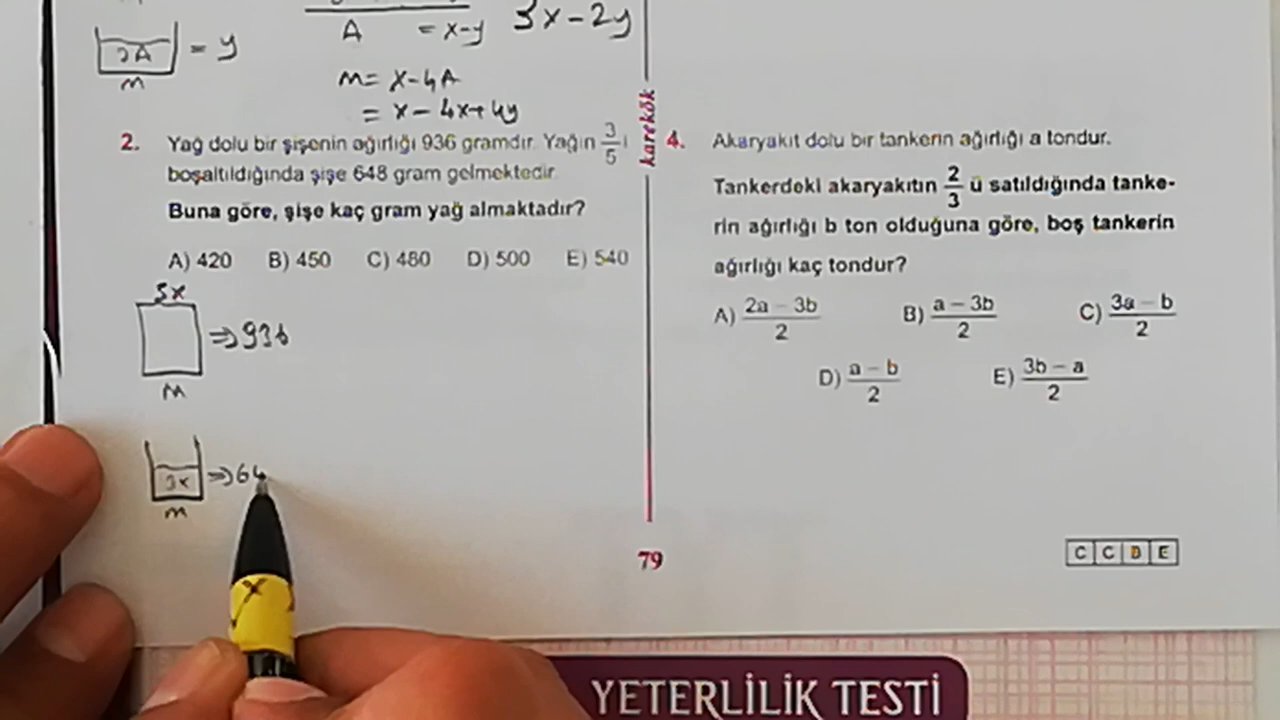 2A = y
M
A = x-y 3x-2y
M = x-4A
= x-4x+4y
2. Yağ dolu bir şişenin ağırlığı 936 gramdır. Yağın 3/5 i
boşaltıldığında şişe 648 gram gelmektedir.
Buna göre, şişe kaç gram yağ almaktadır?
A) 420 B) 450 C) 480 D) 500 E) 540
5x
⇒936
M
3x ⇒64
M
karekök
4. Akaryakıt dolu bir tankerin ağırlığı a tondur.
Tankerdeki akaryakıtın 2/3 ü satıldığında tanke-
rin ağırlığı b ton olduğuna göre, boş tankerin
ağırlığı kaç tondur?
A) 2a - 3b/2 B) a - 3b/2 C) 3a - b/2
D) a - b/2 E) 3b - a/2
79
C C D E
YETERLİLİK TESTİ